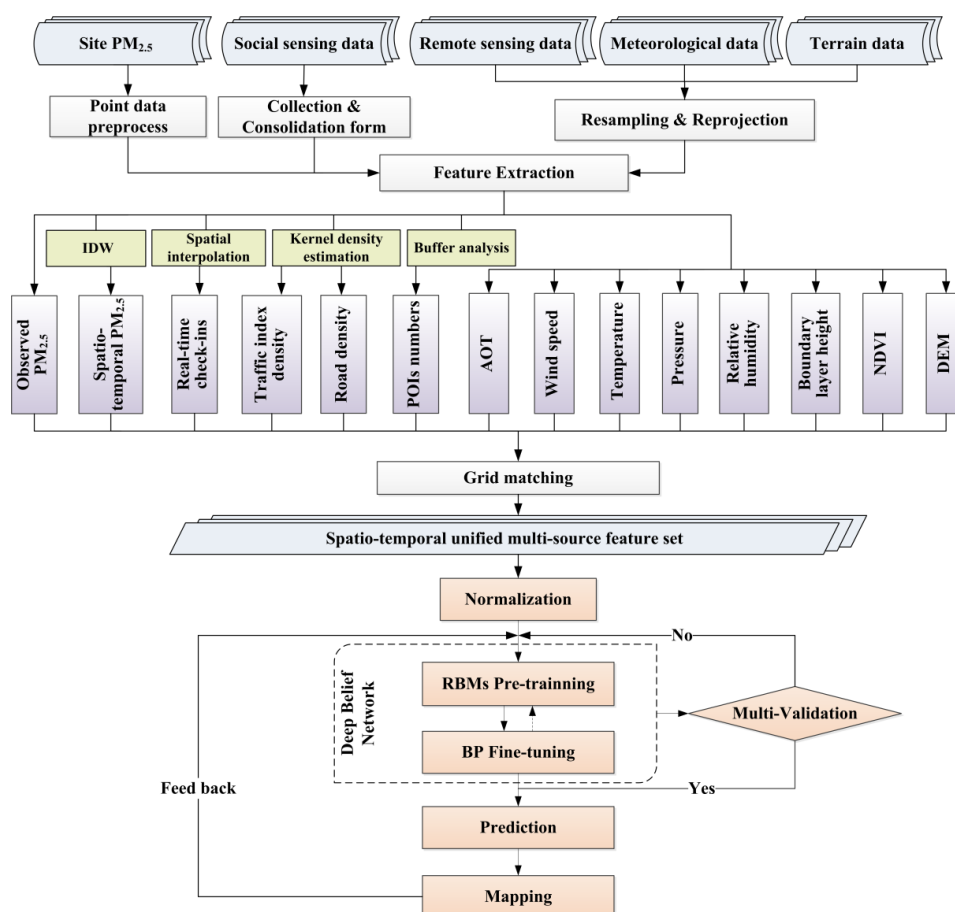 Site PM2.5
Social sensing data
Remote sensing data
Meteorological data
Terrain data
Point data
preprocess
Collection &
Consolidation form
Resampling & Reprojection
Feature Extraction
IDW
Spatial
interpolation
Kernel density
estimation
Buffer analysis
Observed
PM2.5
Spatio-
temporal PM2.5
Real-time
check-ins
Traffic index
density
Road density
POIs numbers
AOT
Wind speed
Temperature
Pressure
Relative
humidity
Boundary
layer height
NDVI
DEM
Grid matching
Spatio-temporal unified multi-source feature set
Normalization
No
Deep Belief
Network
RBMs Pre-trainning
Multi-Validation
BP Fine-tuning
Feed back
Yes
Prediction
Mapping